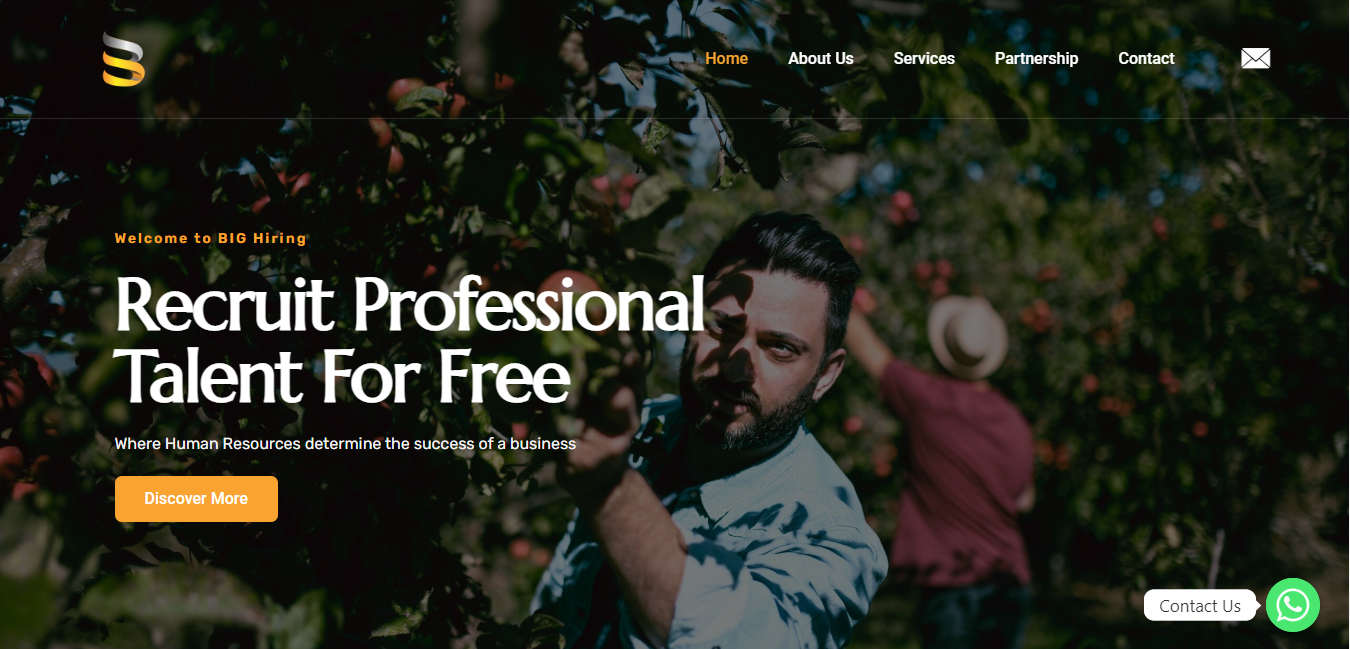 Home About Us Services Partnership Contact
Welcome to BIG Hiring
Recruit Professional
Talent For Free
Where Human Resources determine the success of a business
Discover More
Contact Us